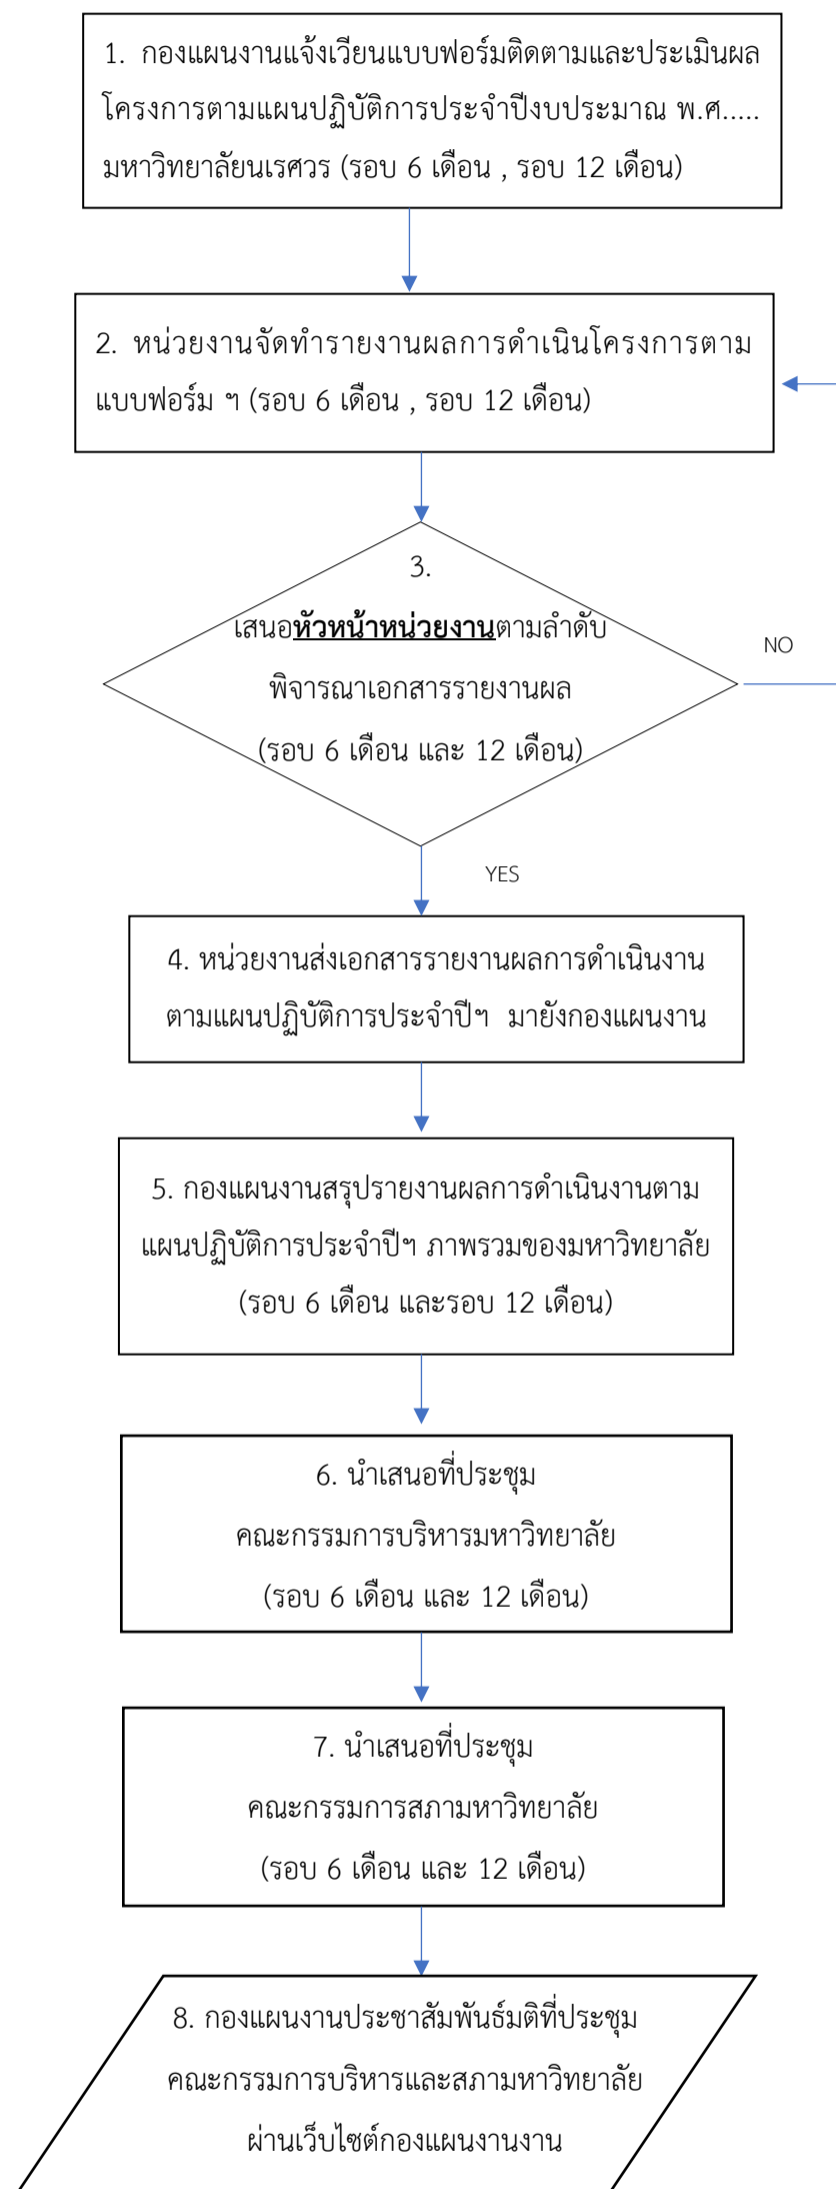 1. กองแผนงานแจ้งเวียนแบบฟอร์มติดตามและประเมินผล
โครงการตามแผนปฏิบัติการประจำปีงบประมาณ พ.ศ.....
มหาวิทยาลัยนเรศวร (รอบ 6 เดือน , รอบ 12 เดือน)
2. หน่วยงานจัดทำรายงานผลการดำเนินโครงการตาม
แบบฟอร์ม ฯ (รอบ 6 เดือน , รอบ 12 เดือน)
3.
เสนอหัวหน้าหน่วยงานตามลำดับ
พิจารณาเอกสารรายงานผล
(รอบ 6 เดือน และ 12 เดือน)
NO
YES
4. หน่วยงานส่งเอกสารรายงานผลการดำเนินงาน
ตามแผนปฏิบัติการประจำปีฯ มายังกองแผนงาน
5. กองแผนงานสรุปรายงานผลการดำเนินงานตาม
แผนปฏิบัติการประจำปีฯ ภาพรวมของมหาวิทยาลัย
(รอบ 6 เดือน และรอบ 12 เดือน)
6. นำเสนอที่ประชุม
คณะกรรมการบริหารมหาวิทยาลัย
(รอบ 6 เดือน และ 12 เดือน)
7. นำเสนอที่ประชุม
คณะกรรมการสภามหาวิทยาลัย
(รอบ 6 เดือน และ 12 เดือน)
8. กองแผนงานประชาสัมพันธ์มติที่ประชุม
คณะกรรมการบริหารและสภามหาวิทยาลัย
ผ่านเว็บไซต์กองแผนงานงาน